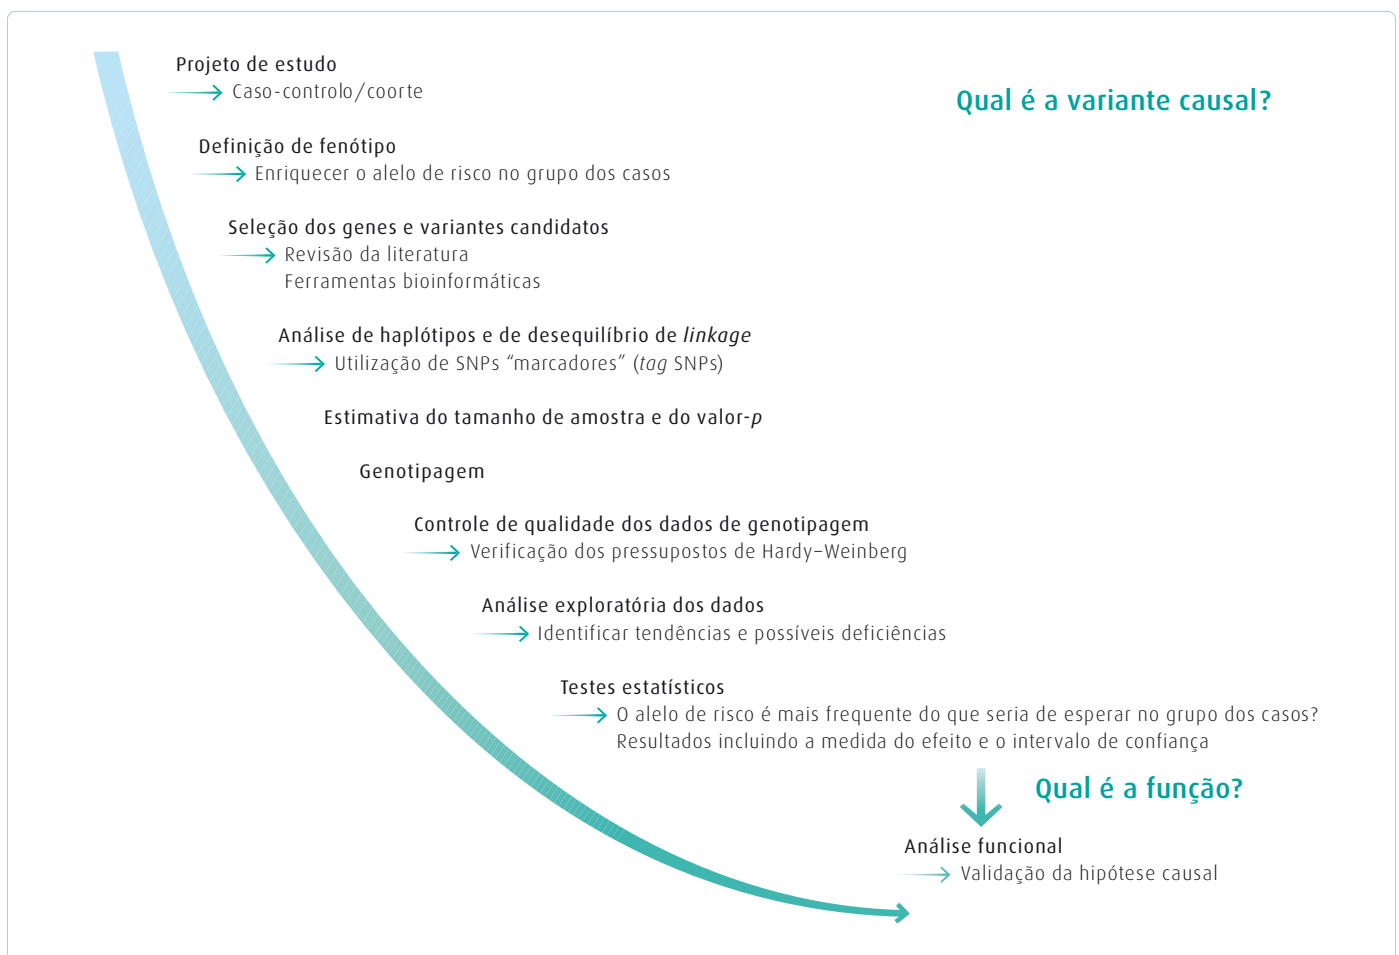 Projeto de estudo
Caso-controlo/coorte
Qual é a variante causal?
Definição de fenótipo
Enriquecer o alelo de risco no grupo dos casos
Seleção dos genes e variantes candidatos
Revisão da literatura
Ferramentas bioinformáticas
Análise de haplótipos e de desequilíbrio de linkage
Utilização de SNPs “marcadores” (tag SNPs)
Estimativa do tamanho de amostra e do valor-p
Genotipagem
Controle de qualidade dos dados de genotipagem
Verificação dos pressupostos de Hardy–Weinberg
Análise exploratória dos dados
Identificar tendências e possíveis deficiências
Testes estatísticos
O alelo de risco é mais frequente do que seria de esperar no grupo dos casos?
Resultados incluindo a medida do efeito e o intervalo de confiança
Qual é a função?
Análise funcional
Validação da hipótese causal